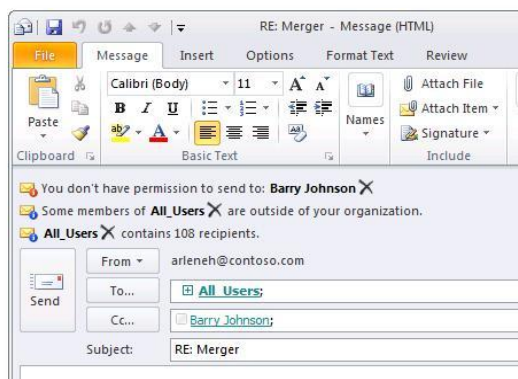 RE: Merger - Message (HTML)
File Message Insert Options Format Text Review
Calibri (Body) 11 A A
Attach File
B I U
Attach Item
Paste
Names
ab A
Signature
Clipboard Basic Text Include
You don't have permission to send to: Barry Johnson
Some members of All_Users are outside of your organization.
All_Users contains 108 recipients.
From arleneh@contoso.com
To... All_Users;
Send
Cc... Barry Johnson;
Subject: RE: Merger